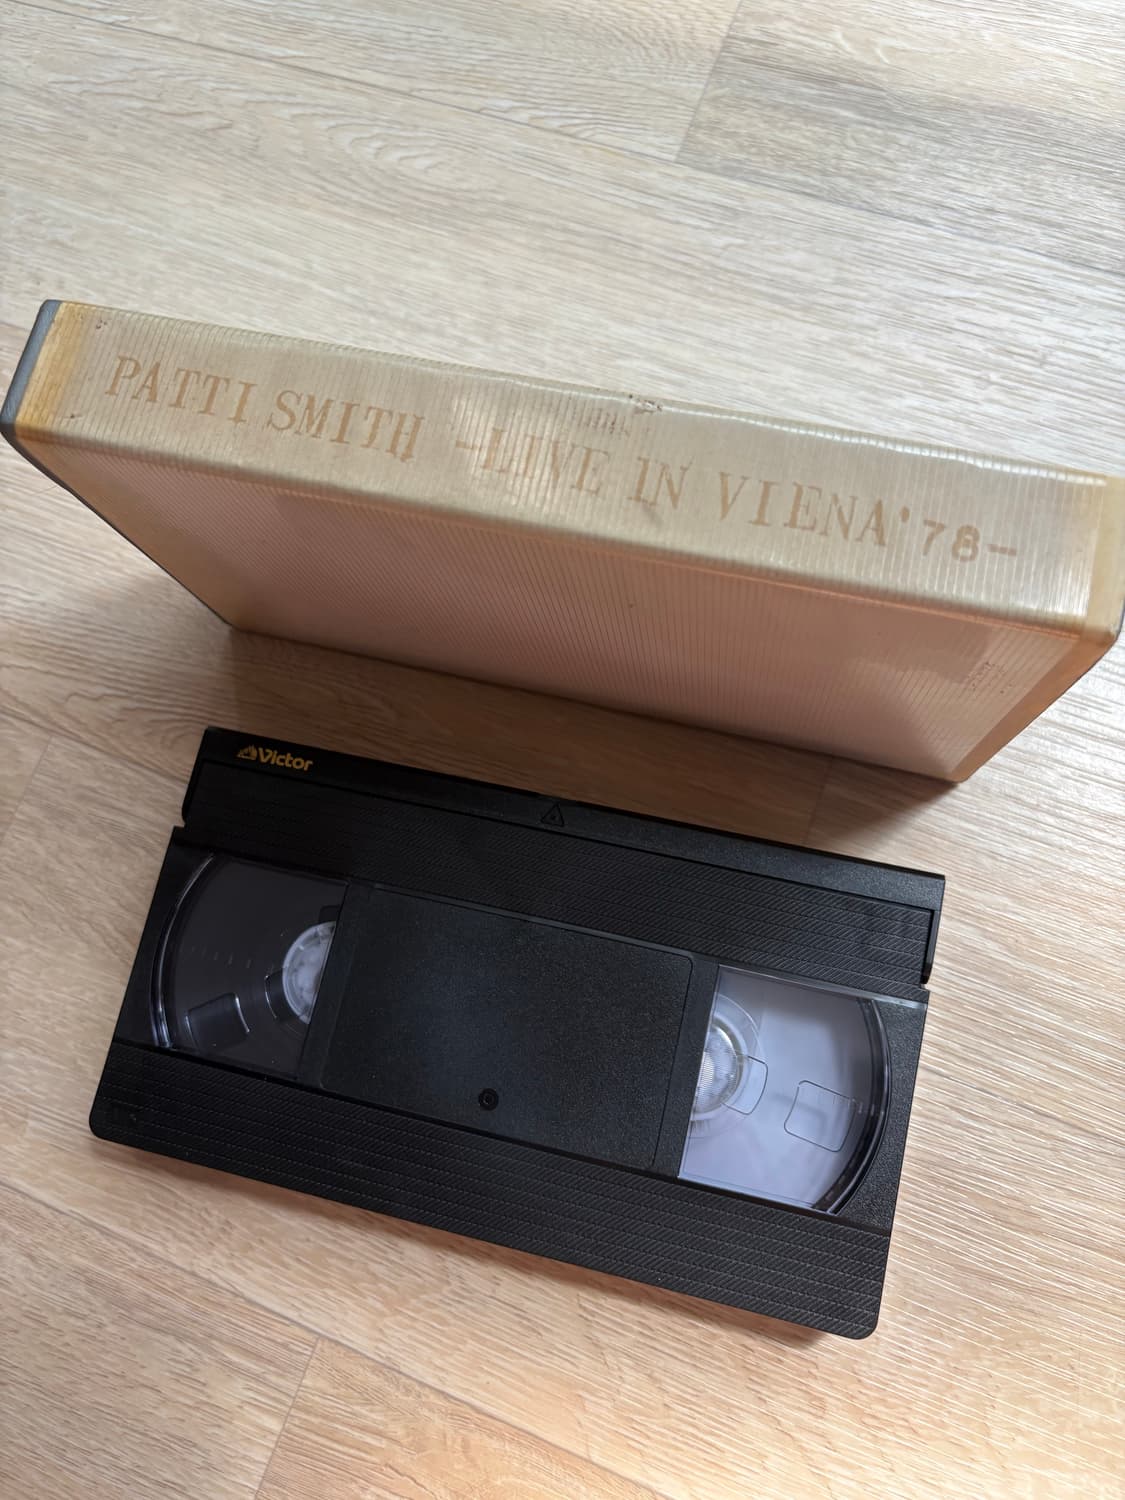 PATTI SMITH -LIVE IN VIENA'78-
Victor